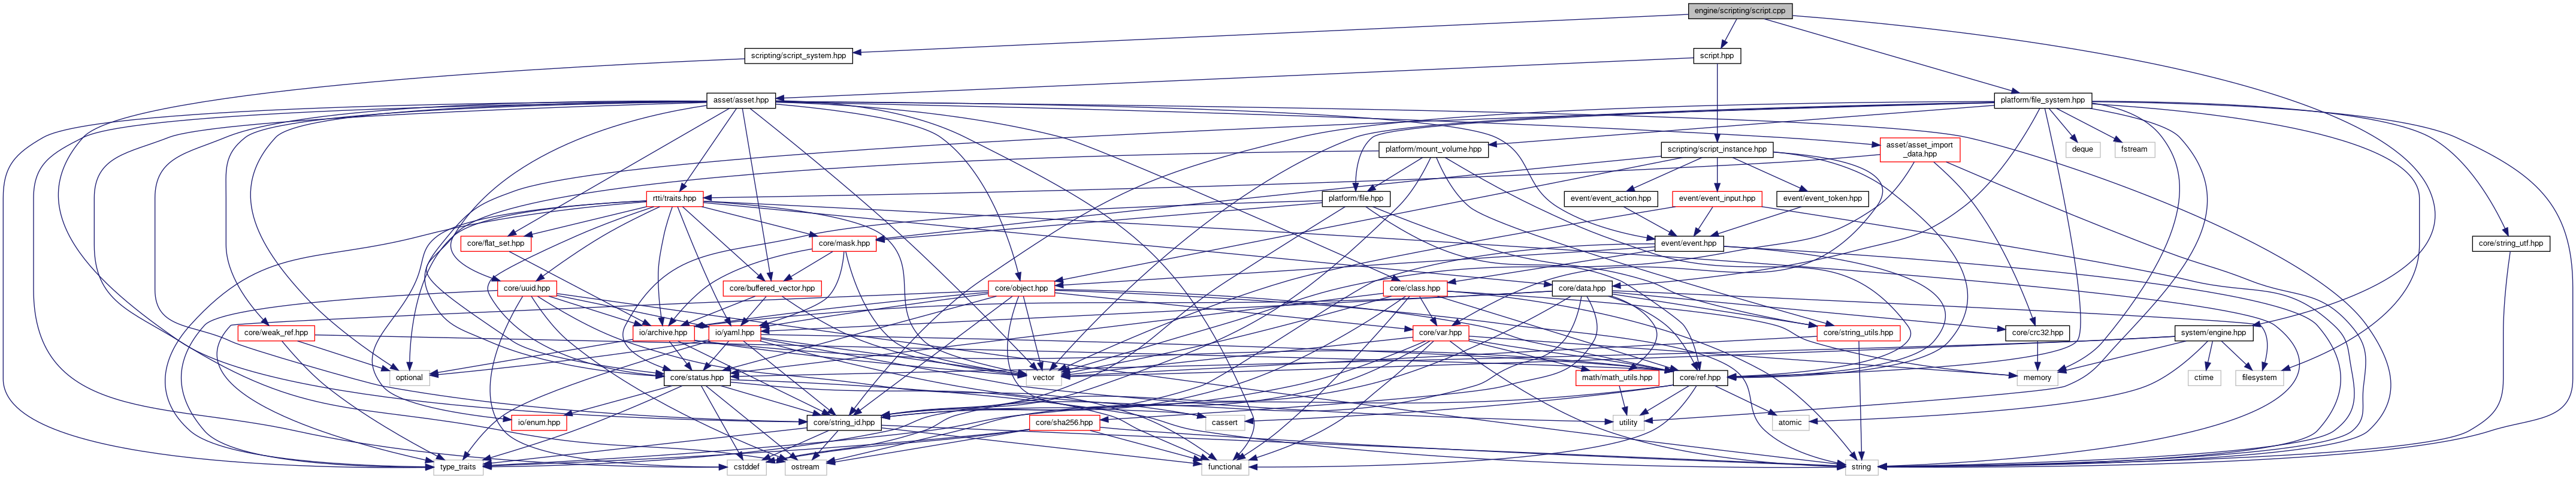 engine/scripting/script.cpp
scripting/script_system.hpp
script.hpp
asset/asset.hpp
platform/file_system.hpp
platform/mount_volume.hpp
scripting/script_instance.hpp
asset/asset_import
_data.hpp
deque
fstream
rtti/traits.hpp
platform/file.hpp
event/event_action.hpp
event/event_input.hpp
event/event_token.hpp
core/flat_set.hpp
core/mask.hpp
event/event.hpp
core/string_utf.hpp
core/uuid.hpp
core/buffered_vector.hpp
core/object.hpp
core/class.hpp
core/data.hpp
core/weak_ref.hpp
io/archive.hpp
io/yaml.hpp
core/var.hpp
core/string_utils.hpp
core/crc32.hpp
system/engine.hpp
optional
core/status.hpp
vector
math/math_utils.hpp
core/ref.hpp
memory
ctime
filesystem
io/enum.hpp
core/string_id.hpp
core/sha256.hpp
cassert
utility
atomic
type_traits
cstddef
ostream
functional
string